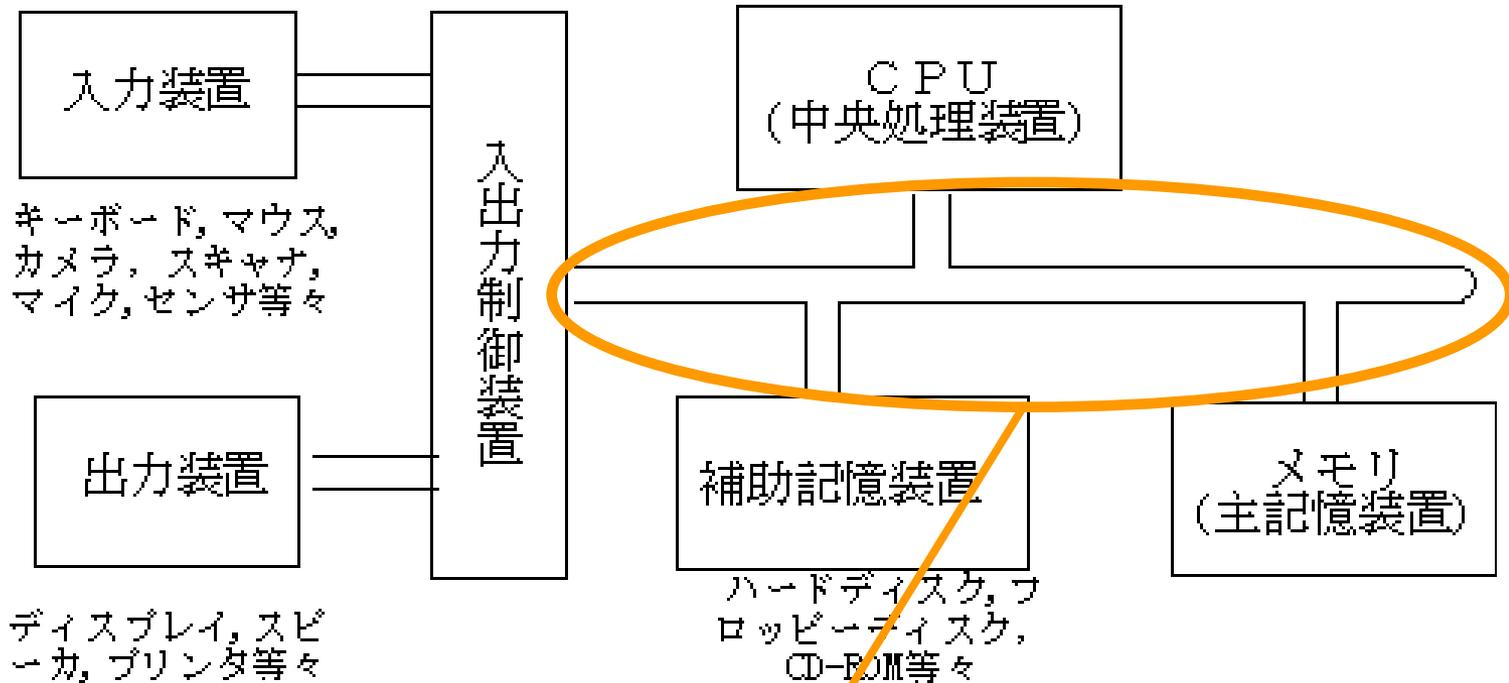 入力装置
キーボード,マウス,
カメラ,スキャナ,
マイク,センサ等々
出力装置
ディスプレイ,スピ
ーカ,プリンタ等々
入出力制御装置
CPU
(中央処理装置)
補助記憶装置
ハードディスク,フ
ロッピーディスク,
CD-ROM等々
メモリ
(主記憶装置)